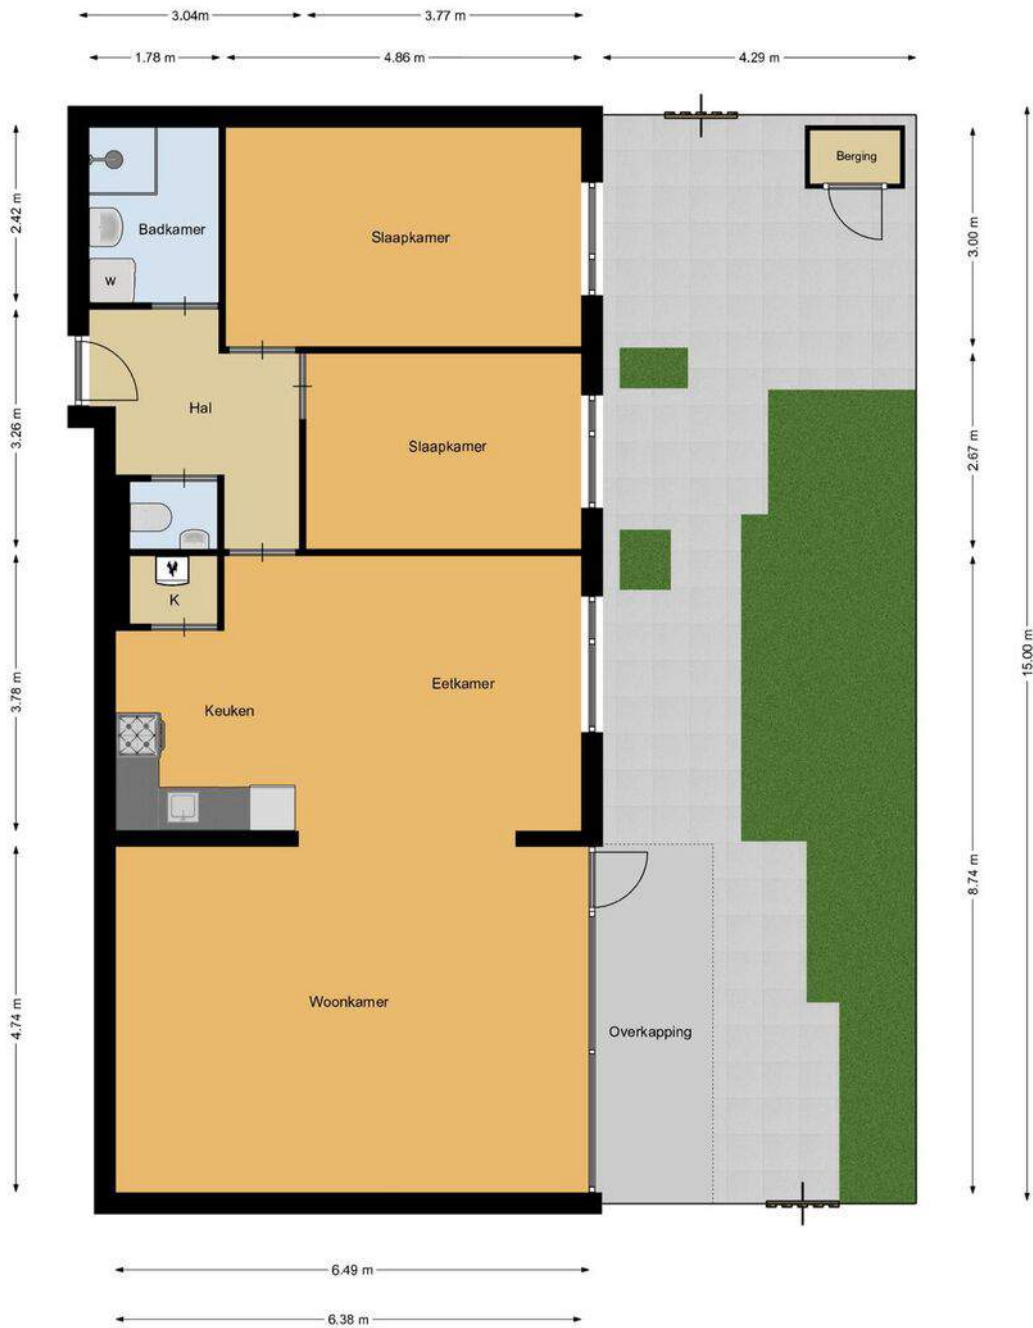 3.04m
3.77 m
1.78 m
4.86 m
4.29 m
Berging
Badkamer
Slaapkamer
W
2.42 m
3.00 m
Hal
Slaapkamer
3.26 m
2.67 m
K
Eetkamer
Keuken
3.78 m
15.00 m
8.74 m
Woonkamer
Overkapping
4.74 m
6.49 m
6.38 m